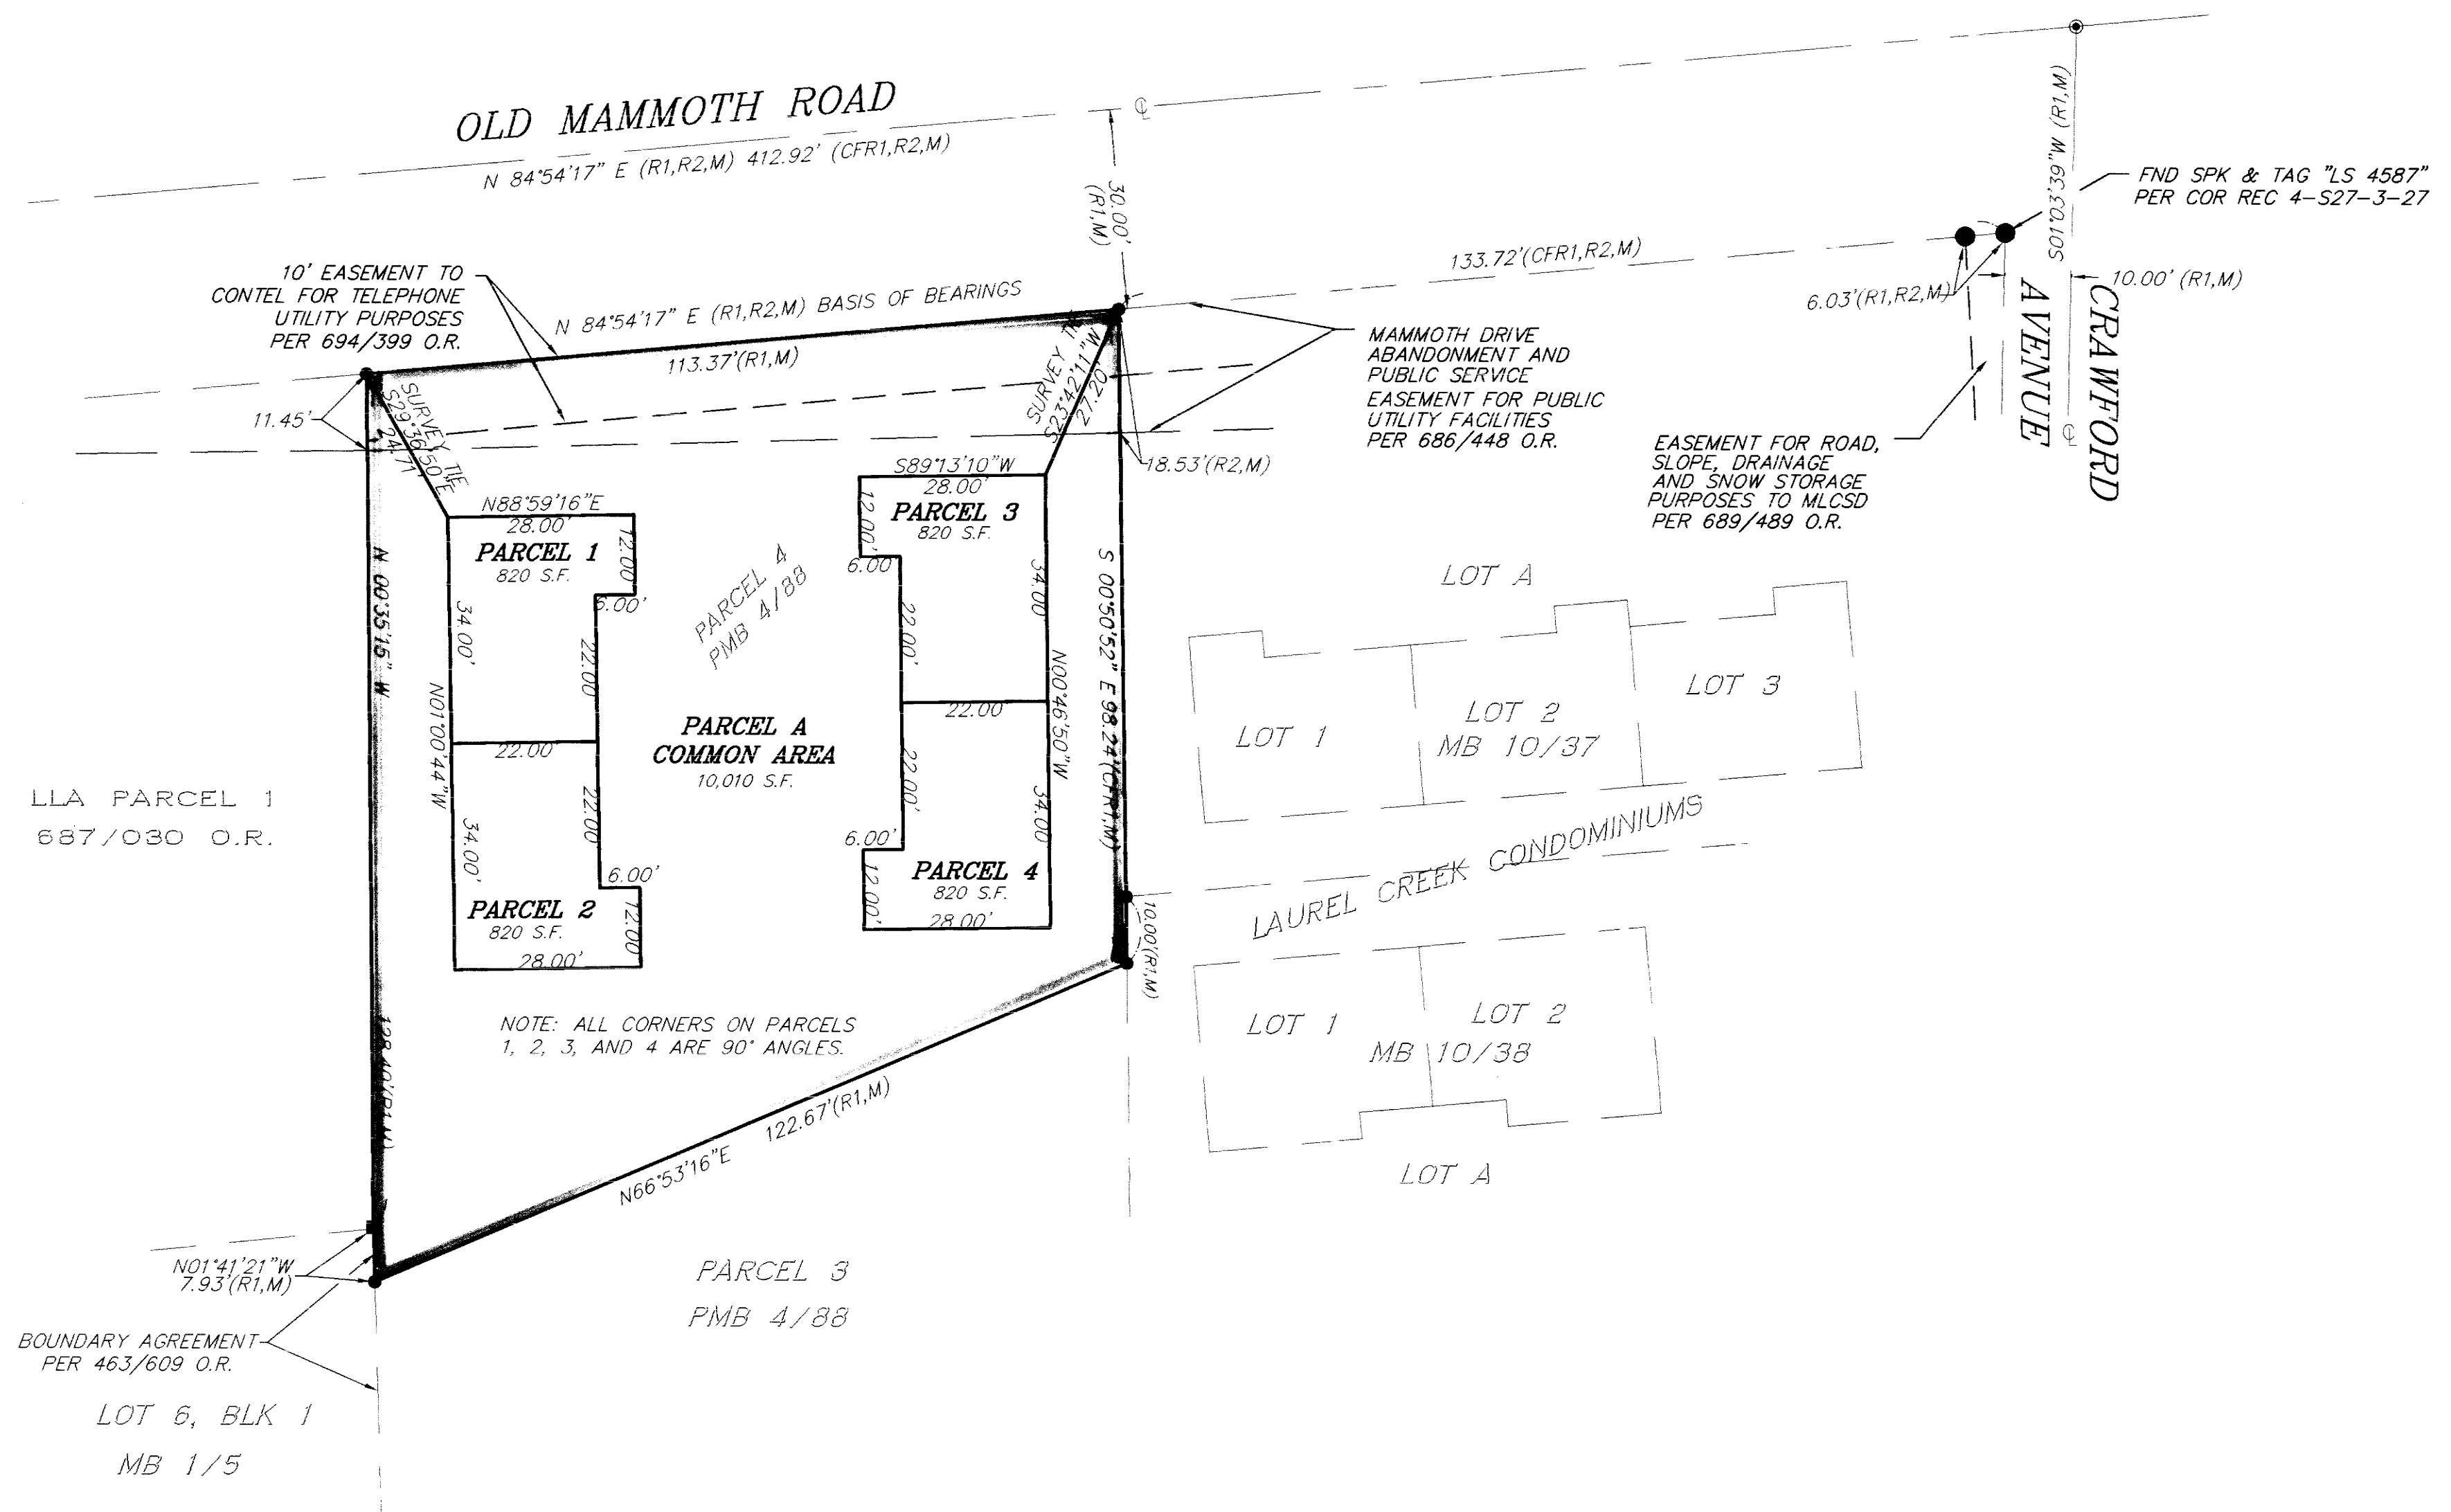 OLD MAMMOTH ROAD
N 84°54'17" E (R1,R2,M) 412.92' (CFR1,R2,M)
℄
30.00'
(R1,M)
S01°03'39"W (R1,M)
FND SPK & TAG "LS 4587"
PER COR REC 4-S27-3-27
133.72'(CFR1,R2,M)
6.03'(R1,R2,M)
10.00' (R1,M)
CRAWFORD
AVENUE
℄
10' EASEMENT TO
CONTEL FOR TELEPHONE
UTILITY PURPOSES
PER 694/399 O.R.
N 84°54'17" E (R1,R2,M) BASIS OF BEARINGS
113.37'(R1,M)
MAMMOTH DRIVE
ABANDONMENT AND
PUBLIC SERVICE
EASEMENT FOR PUBLIC
UTILITY FACILITIES
PER 686/448 O.R.
EASEMENT FOR ROAD,
SLOPE, DRAINAGE
AND SNOW STORAGE
PURPOSES TO MLCSD
PER 689/489 O.R.
11.45'
SURVEY TIE
S29°36'50"E
24.71
SURVEY TIE
S23°42'11"W
27.20'
18.53'(R2,M)
N88°59'16"E
28.00'
PARCEL 1
820 S.F.
12.00'
6.00'
34.00'
22.00'
22.00'
S89°13'10"W
28.00'
PARCEL 3
820 S.F.
12.00'
6.00'
34.00'
22.00'
22.00'
PARCEL 4
PMB 4/88
PARCEL A
COMMON AREA
10,010 S.F.
N 00°35'15" W
128.40'(R1,M)
N01°00'44"W
N00°46'50"W
S 00°50'52" E 98.24'(CFR1,M)
34.00'
22.00'
6.00'
12.00'
PARCEL 2
820 S.F.
28.00'
22.00'
34.00'
6.00'
12.00'
PARCEL 4
820 S.F.
28.00'
10.00'(R1,M)
NOTE: ALL CORNERS ON PARCELS
1, 2, 3, AND 4 ARE 90° ANGLES.
N66°53'16"E
122.67'(R1,M)
LLA PARCEL 1
687/030 O.R.
LOT A
LOT 1
LOT 2
MB 10/37
LOT 3
LAUREL CREEK CONDOMINIUMS
LOT 1
LOT 2
MB 10/38
LOT A
N01°41'21"W
7.93'(R1,M)
BOUNDARY AGREEMENT
PER 463/609 O.R.
PARCEL 3
PMB 4/88
LOT 6, BLK 1
MB 1/5